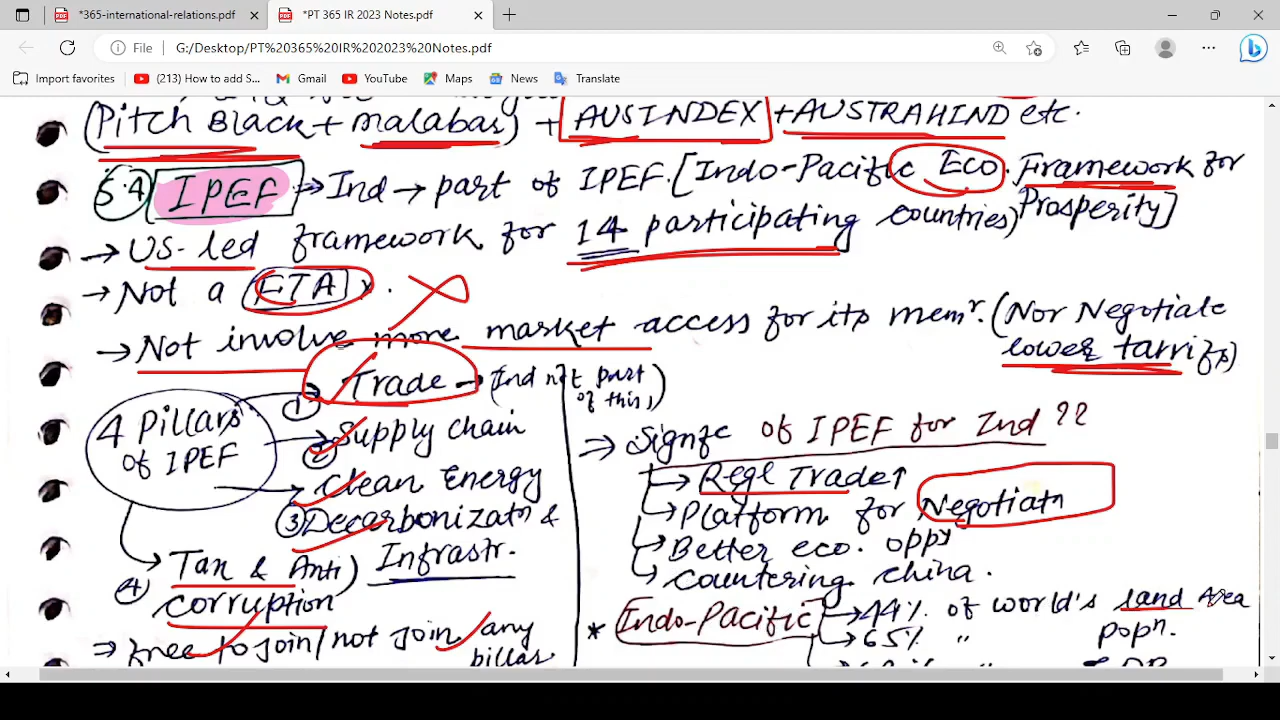 *365-international-relations.pdf
*PT 365 IR 2023 Notes.pdf
File
G:/Desktop/PT%20365%20IR%202023%20Notes.pdf
Import favorites
(213) How to add S...
Gmail
YouTube
Maps
News
Translate
(Pitch Black + malabar) + AUSINDEX + AUSTRAHIND etc.
5.4 IPEF → Ind → part of IPEF. [Indo-Pacific Eco. Framework for
Prosperity]
→ US-led framework for 14 participating countries)
→ Not a FTA x.
→ Not involve more market access for its memr. (Nor Negotiate
lower tarrifs)
4 Pillars
of IPEF
① Trade → (Ind not part
of this)
② Supply chain
③ Clean Energy
Decarbonizatn &
Infrastr.
④ Tax & Anti)
corruption
⇒ free to join/not join any
pillar
⇒ Signfc of IPEF for Ind ??
→ Regl Trade↑
→ Platform for Negotiatn
→ Better eco. oppy
→ countering china.
* Indo-Pacific → 44% of world's land Area
→ 65% " popn.